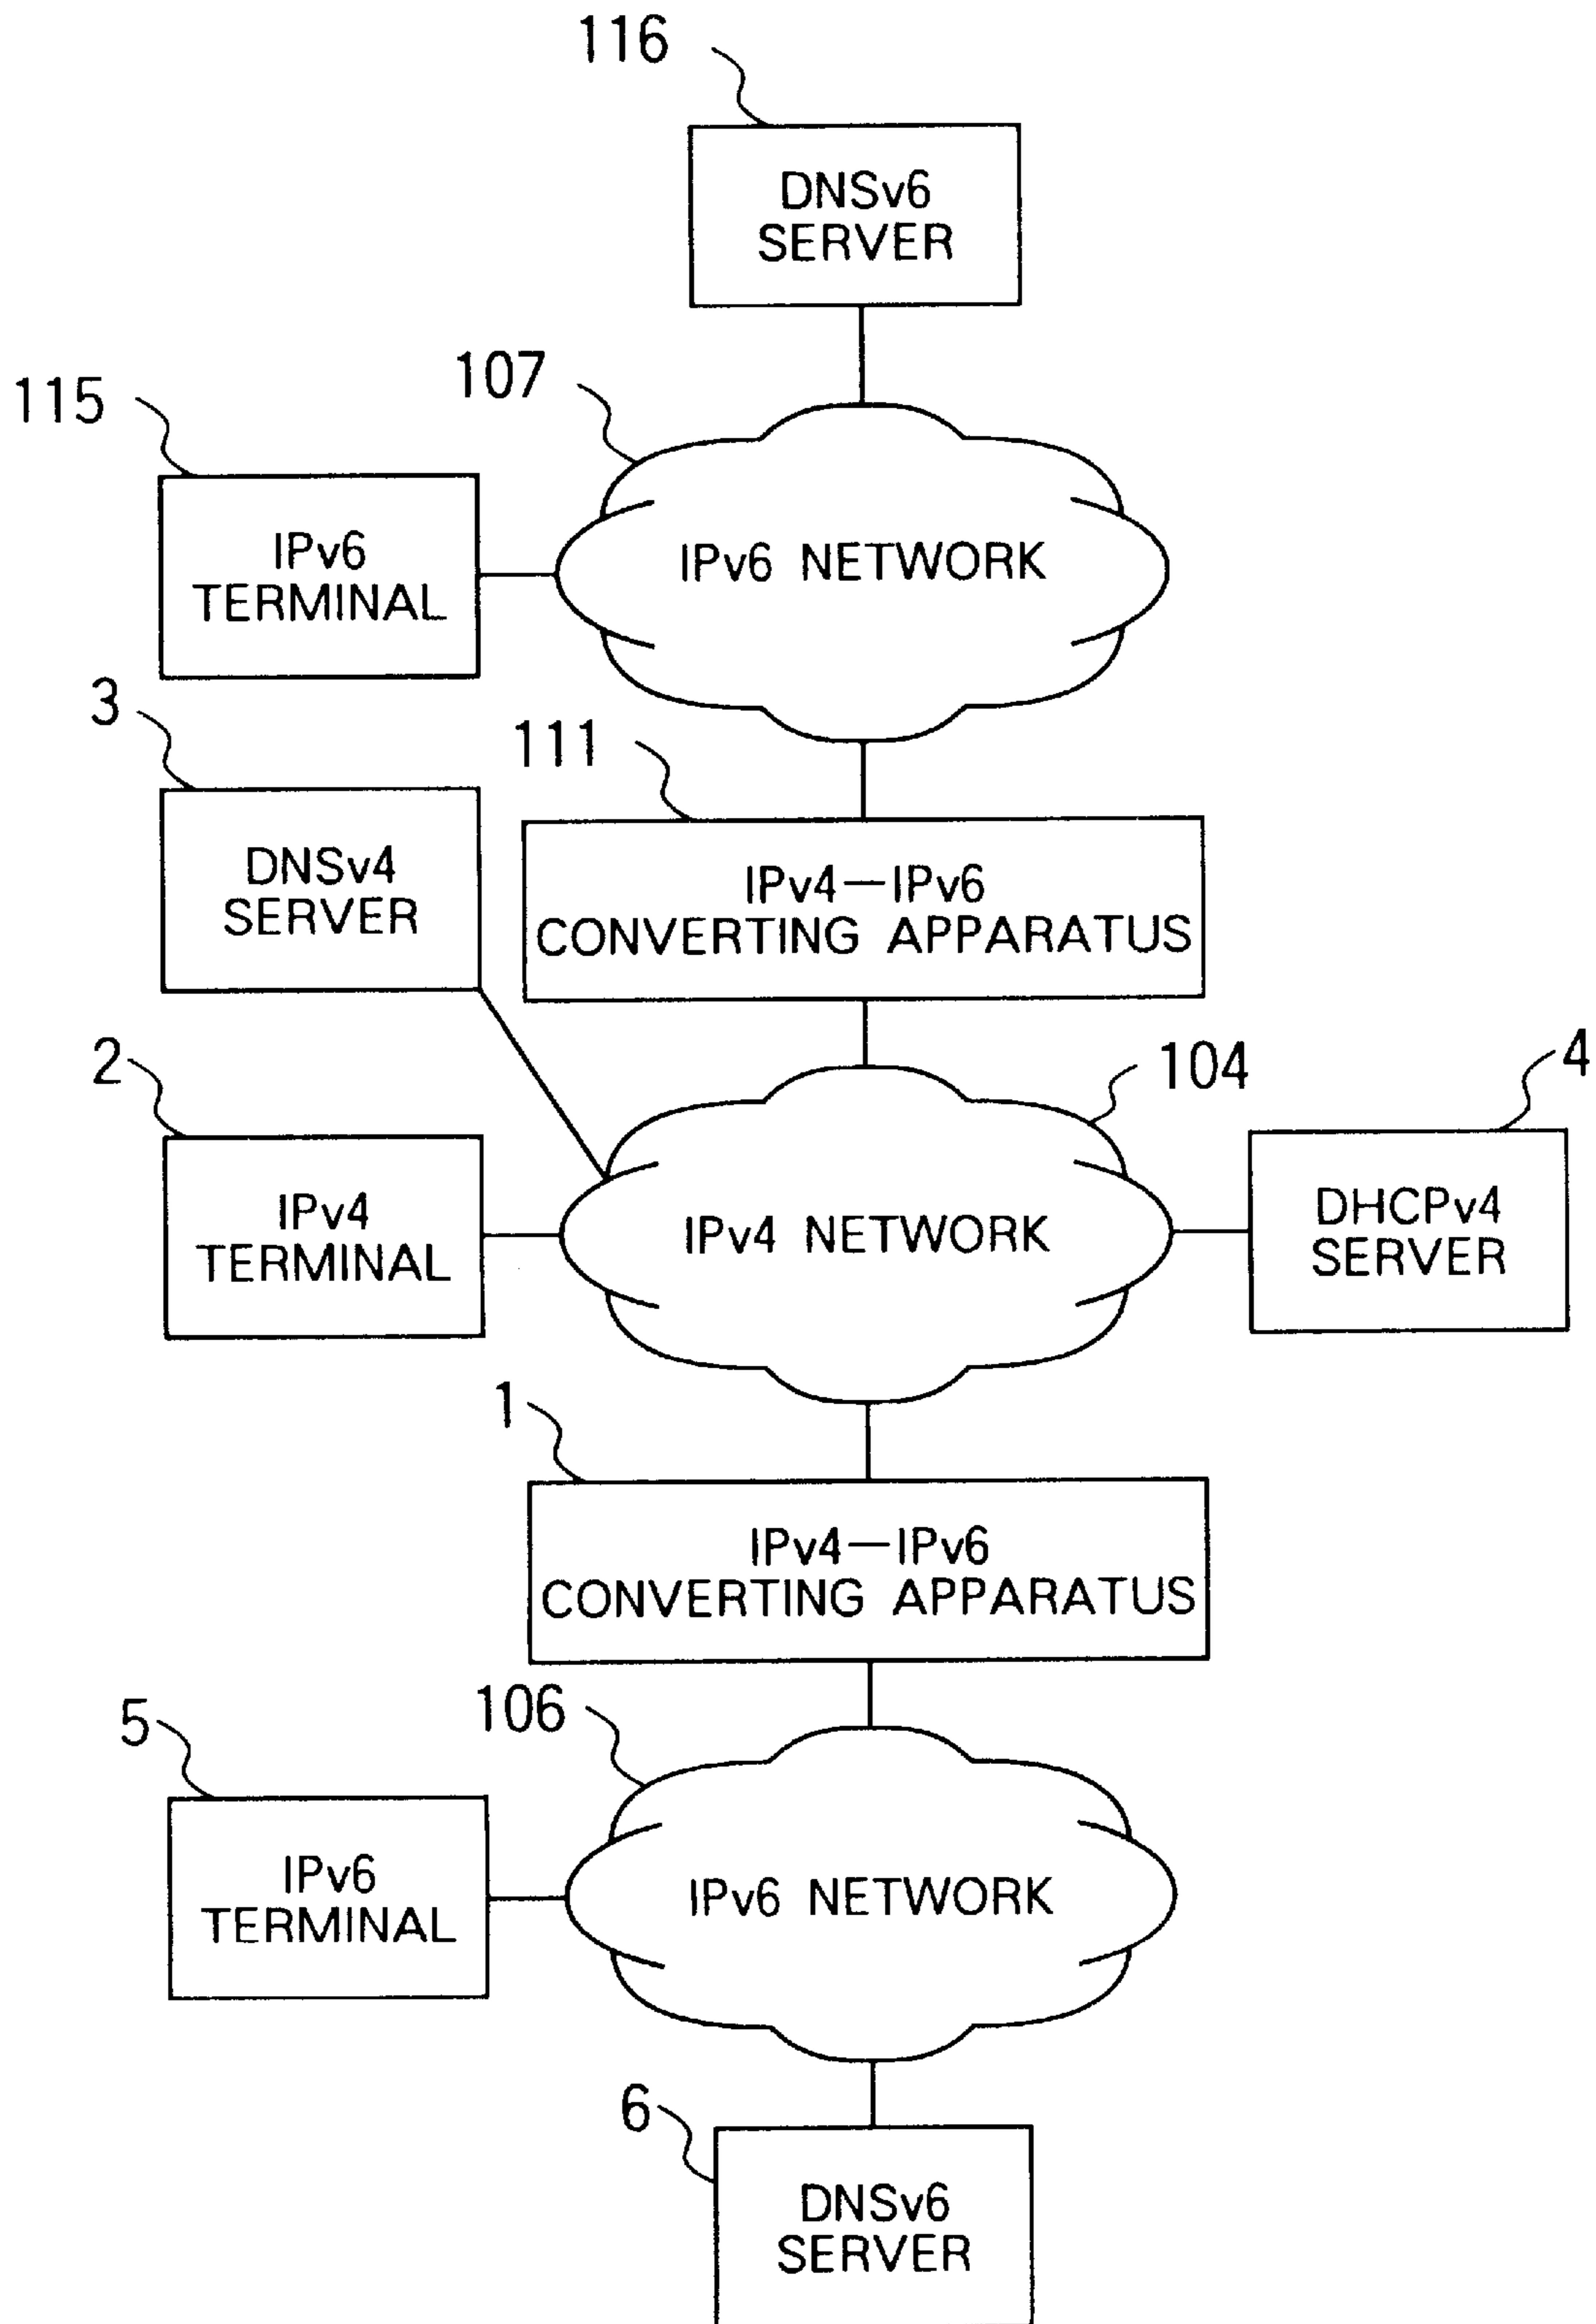 116
DNSv6
SERVER
107
115
IPv6
TERMINAL
IPv6 NETWORK
3
111
DNSv4
SERVER
IPv4—IPv6
CONVERTING APPARATUS
2
104
4
IPv4
TERMINAL
IPv4 NETWORK
DHCPv4
SERVER
1
IPv4—IPv6
CONVERTING APPARATUS
106
5
IPv6
TERMINAL
IPv6 NETWORK
6
DNSv6
SERVER